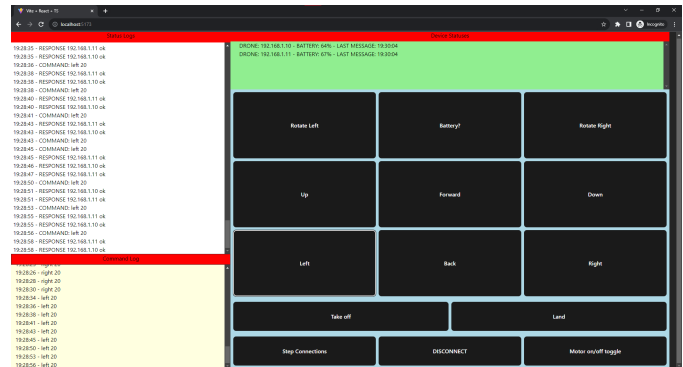 Vite + React + TS
localhost:5173
Incognito
Status Logs
19:28:35 - RESPONSE 192.168.1.11 ok
19:28:35 - RESPONSE 192.168.1.10 ok
19:28:36 - COMMAND: left 20
19:28:38 - RESPONSE 192.168.1.11 ok
19:28:38 - RESPONSE 192.168.1.10 ok
19:28:38 - COMMAND: left 20
19:28:40 - RESPONSE 192.168.1.11 ok
19:28:40 - RESPONSE 192.168.1.10 ok
19:28:41 - COMMAND: left 20
19:28:43 - RESPONSE 192.168.1.11 ok
19:28:43 - RESPONSE 192.168.1.10 ok
19:28:43 - COMMAND: left 20
19:28:45 - COMMAND: left 20
19:28:45 - RESPONSE 192.168.1.11 ok
19:28:46 - RESPONSE 192.168.1.10 ok
19:28:47 - RESPONSE 192.168.1.10 ok
19:28:50 - COMMAND: left 20
19:28:51 - RESPONSE 192.168.1.10 ok
19:28:51 - RESPONSE 192.168.1.11 ok
19:28:53 - COMMAND: left 20
19:28:55 - RESPONSE 192.168.1.11 ok
19:28:55 - RESPONSE 192.168.1.10 ok
19:28:56 - COMMAND: left 20
19:28:58 - RESPONSE 192.168.1.11 ok
19:28:58 - RESPONSE 192.168.1.10 ok
Command Log
19:28:26 - right 20
19:28:28 - right 20
19:28:30 - right 20
19:28:34 - left 20
19:28:36 - left 20
19:28:38 - left 20
19:28:41 - left 20
19:28:43 - left 20
19:28:45 - left 20
19:28:50 - left 20
19:28:53 - left 20
19:28:56 - left 20
Device Statuses
DRONE: 192.168.1.10 - BATTERY: 64% - LAST MESSAGE: 19:30:04
DRONE: 192.168.1.11 - BATTERY: 67% - LAST MESSAGE: 19:30:04
Rotate Left
Battery?
Rotate Right
Up
Forward
Down
Left
Back
Right
Take off
Land
Step Connections
DISCONNECT
Motor on/off toggle